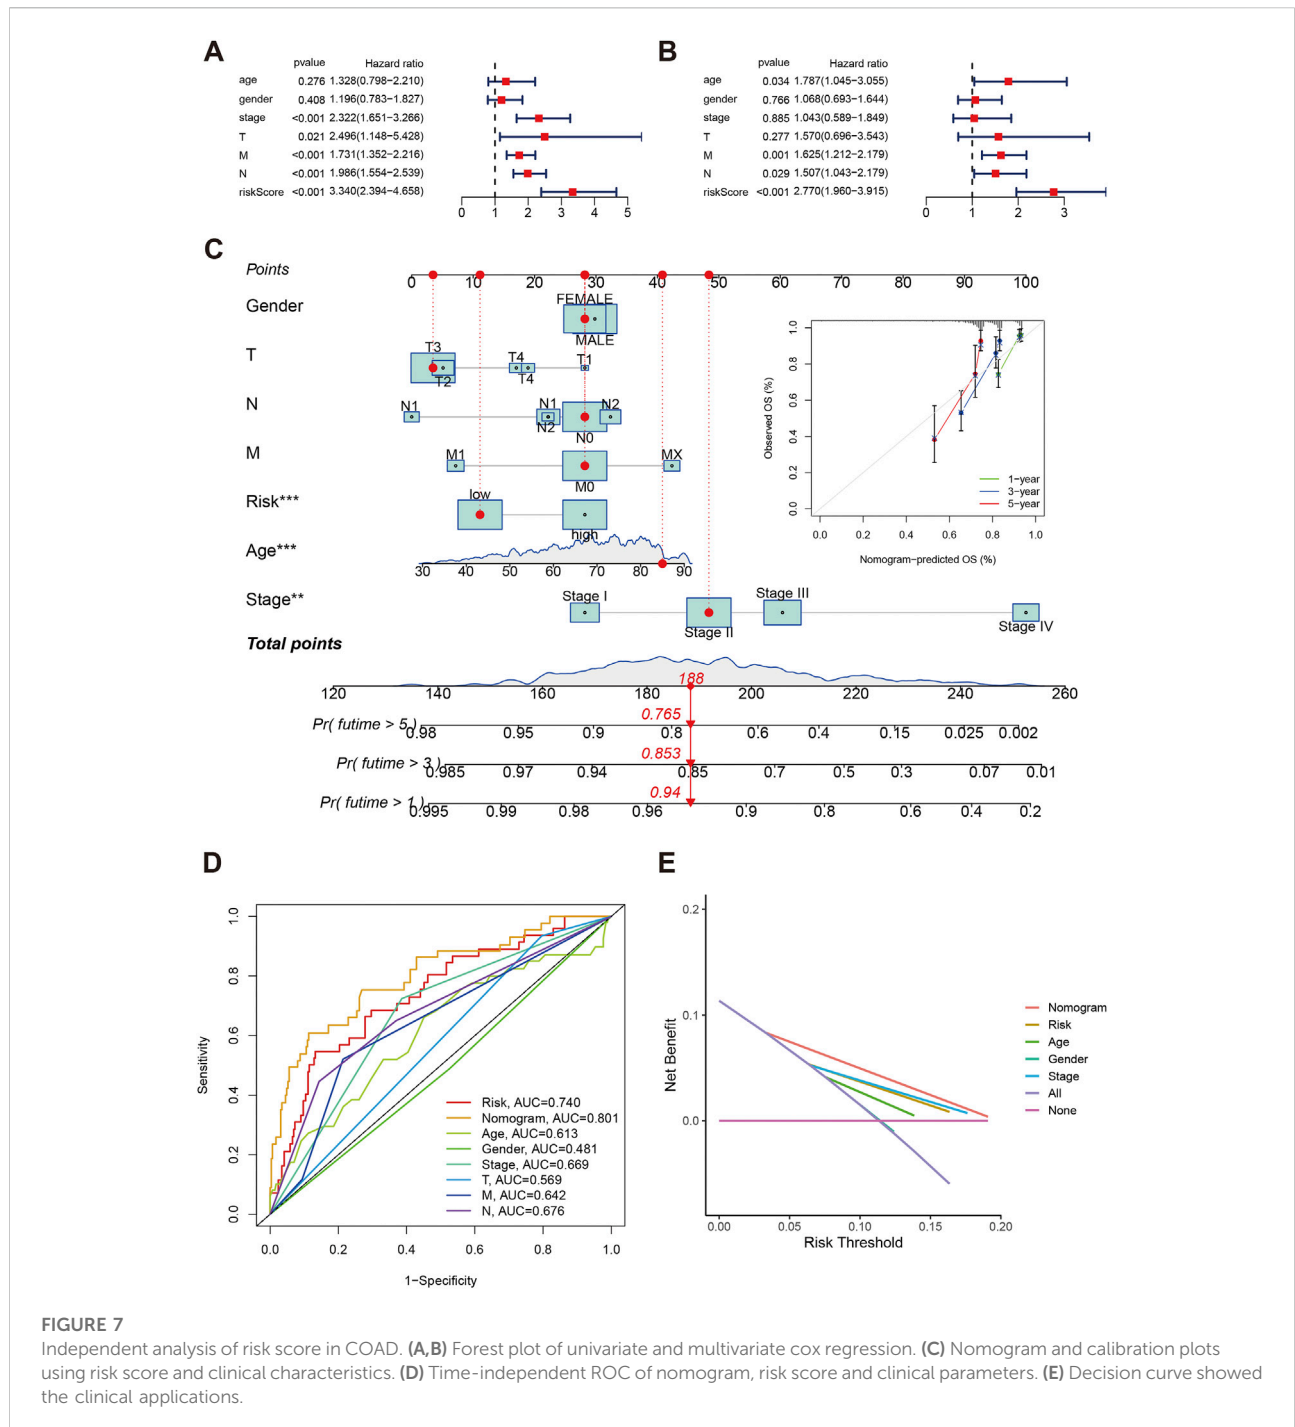 A
pvalue Hazard ratio
age 0.276 1.328(0.798−2.210)
gender 0.408 1.196(0.783−1.827)
stage <0.001 2.322(1.651−3.266)
T 0.021 2.496(1.148−5.428)
M <0.001 1.731(1.352−2.216)
N <0.001 1.986(1.554−2.539)
riskScore <0.001 3.340(2.394−4.658)
0 1 2 3 4 5
B
pvalue Hazard ratio
age 0.034 1.787(1.045−3.055)
gender 0.766 1.068(0.693−1.644)
stage 0.885 1.043(0.589−1.849)
T 0.277 1.570(0.696−3.543)
M 0.001 1.625(1.212−2.179)
N 0.029 1.507(1.043−2.179)
riskScore <0.001 2.770(1.960−3.915)
0 1 2 3
C
Points
0 10 20 30 40 50 60 70 80 90 100
Gender
FEMALE
MALE
T
T3 T4 T1
T2 T4
N
N1 N1 N2
N2 N0
M
M1 MX
M0
Risk***
low
high
Age***
30 40 50 60 70 80 90
Stage**
Stage I Stage III
Stage II Stage IV
Total points
188
120 140 160 180 200 220 240 260
0.765
Pr( futime > 5 )
0.98 0.95 0.9 0.8 0.6 0.4 0.15 0.025 0.002
0.853
Pr( futime > 3 )
0.985 0.97 0.94 0.85 0.7 0.5 0.3 0.07 0.01
0.94
Pr( futime > 1 )
0.995 0.99 0.98 0.96 0.9 0.8 0.6 0.4 0.2
Observed OS (%)
1.0
0.8
0.6
0.4
0.2
0.0
1−year
3−year
5−year
0.0 0.2 0.4 0.6 0.8 1.0
Nomogram−predicted OS (%)
D
Sensitivity
1.0
0.8
0.6
0.4
0.2
0.0
Risk, AUC=0.740
Nomogram, AUC=0.801
Age, AUC=0.613
Gender, AUC=0.481
Stage, AUC=0.669
T, AUC=0.569
M, AUC=0.642
N, AUC=0.676
0.0 0.2 0.4 0.6 0.8 1.0
1−Specificity
E
Net Benefit
0.2
0.1
0.0
Nomogram
Risk
Age
Gender
Stage
All
None
0.00 0.05 0.10 0.15 0.20
Risk Threshold
FIGURE 7
Independent analysis of risk score in COAD. (A,B) Forest plot of univariate and multivariate cox regression. (C) Nomogram and calibration plots
using risk score and clinical characteristics. (D) Time-independent ROC of nomogram, risk score and clinical parameters. (E) Decision curve showed
the clinical applications.